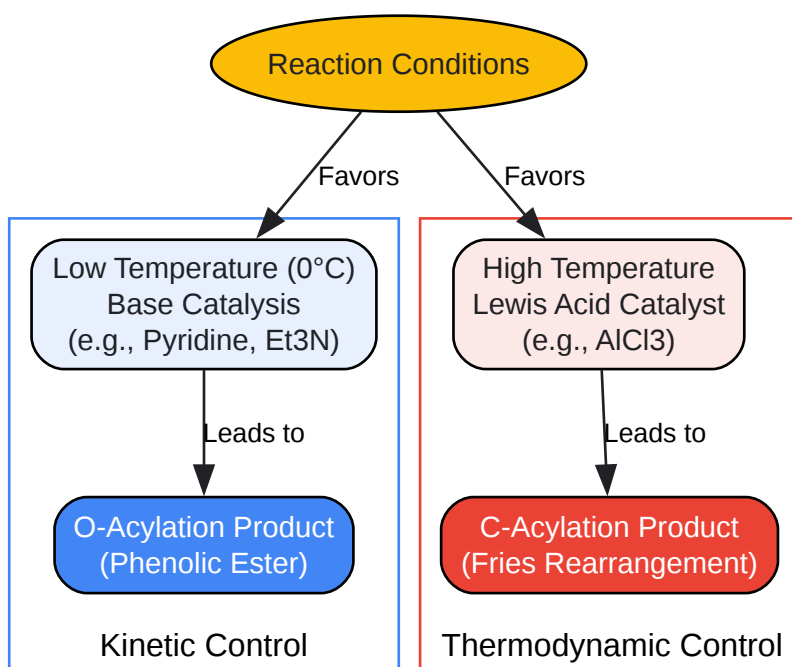 Reaction Conditions
Favors
Favors
Low Temperature (0°C)
Base Catalysis
(e.g., Pyridine, Et3N)
High Temperature
Lewis Acid Catalyst
(e.g., AlCl3)
Leads to
Leads to
O-Acylation Product
(Phenolic Ester)
C-Acylation Product
(Fries Rearrangement)
Kinetic Control
Thermodynamic Control